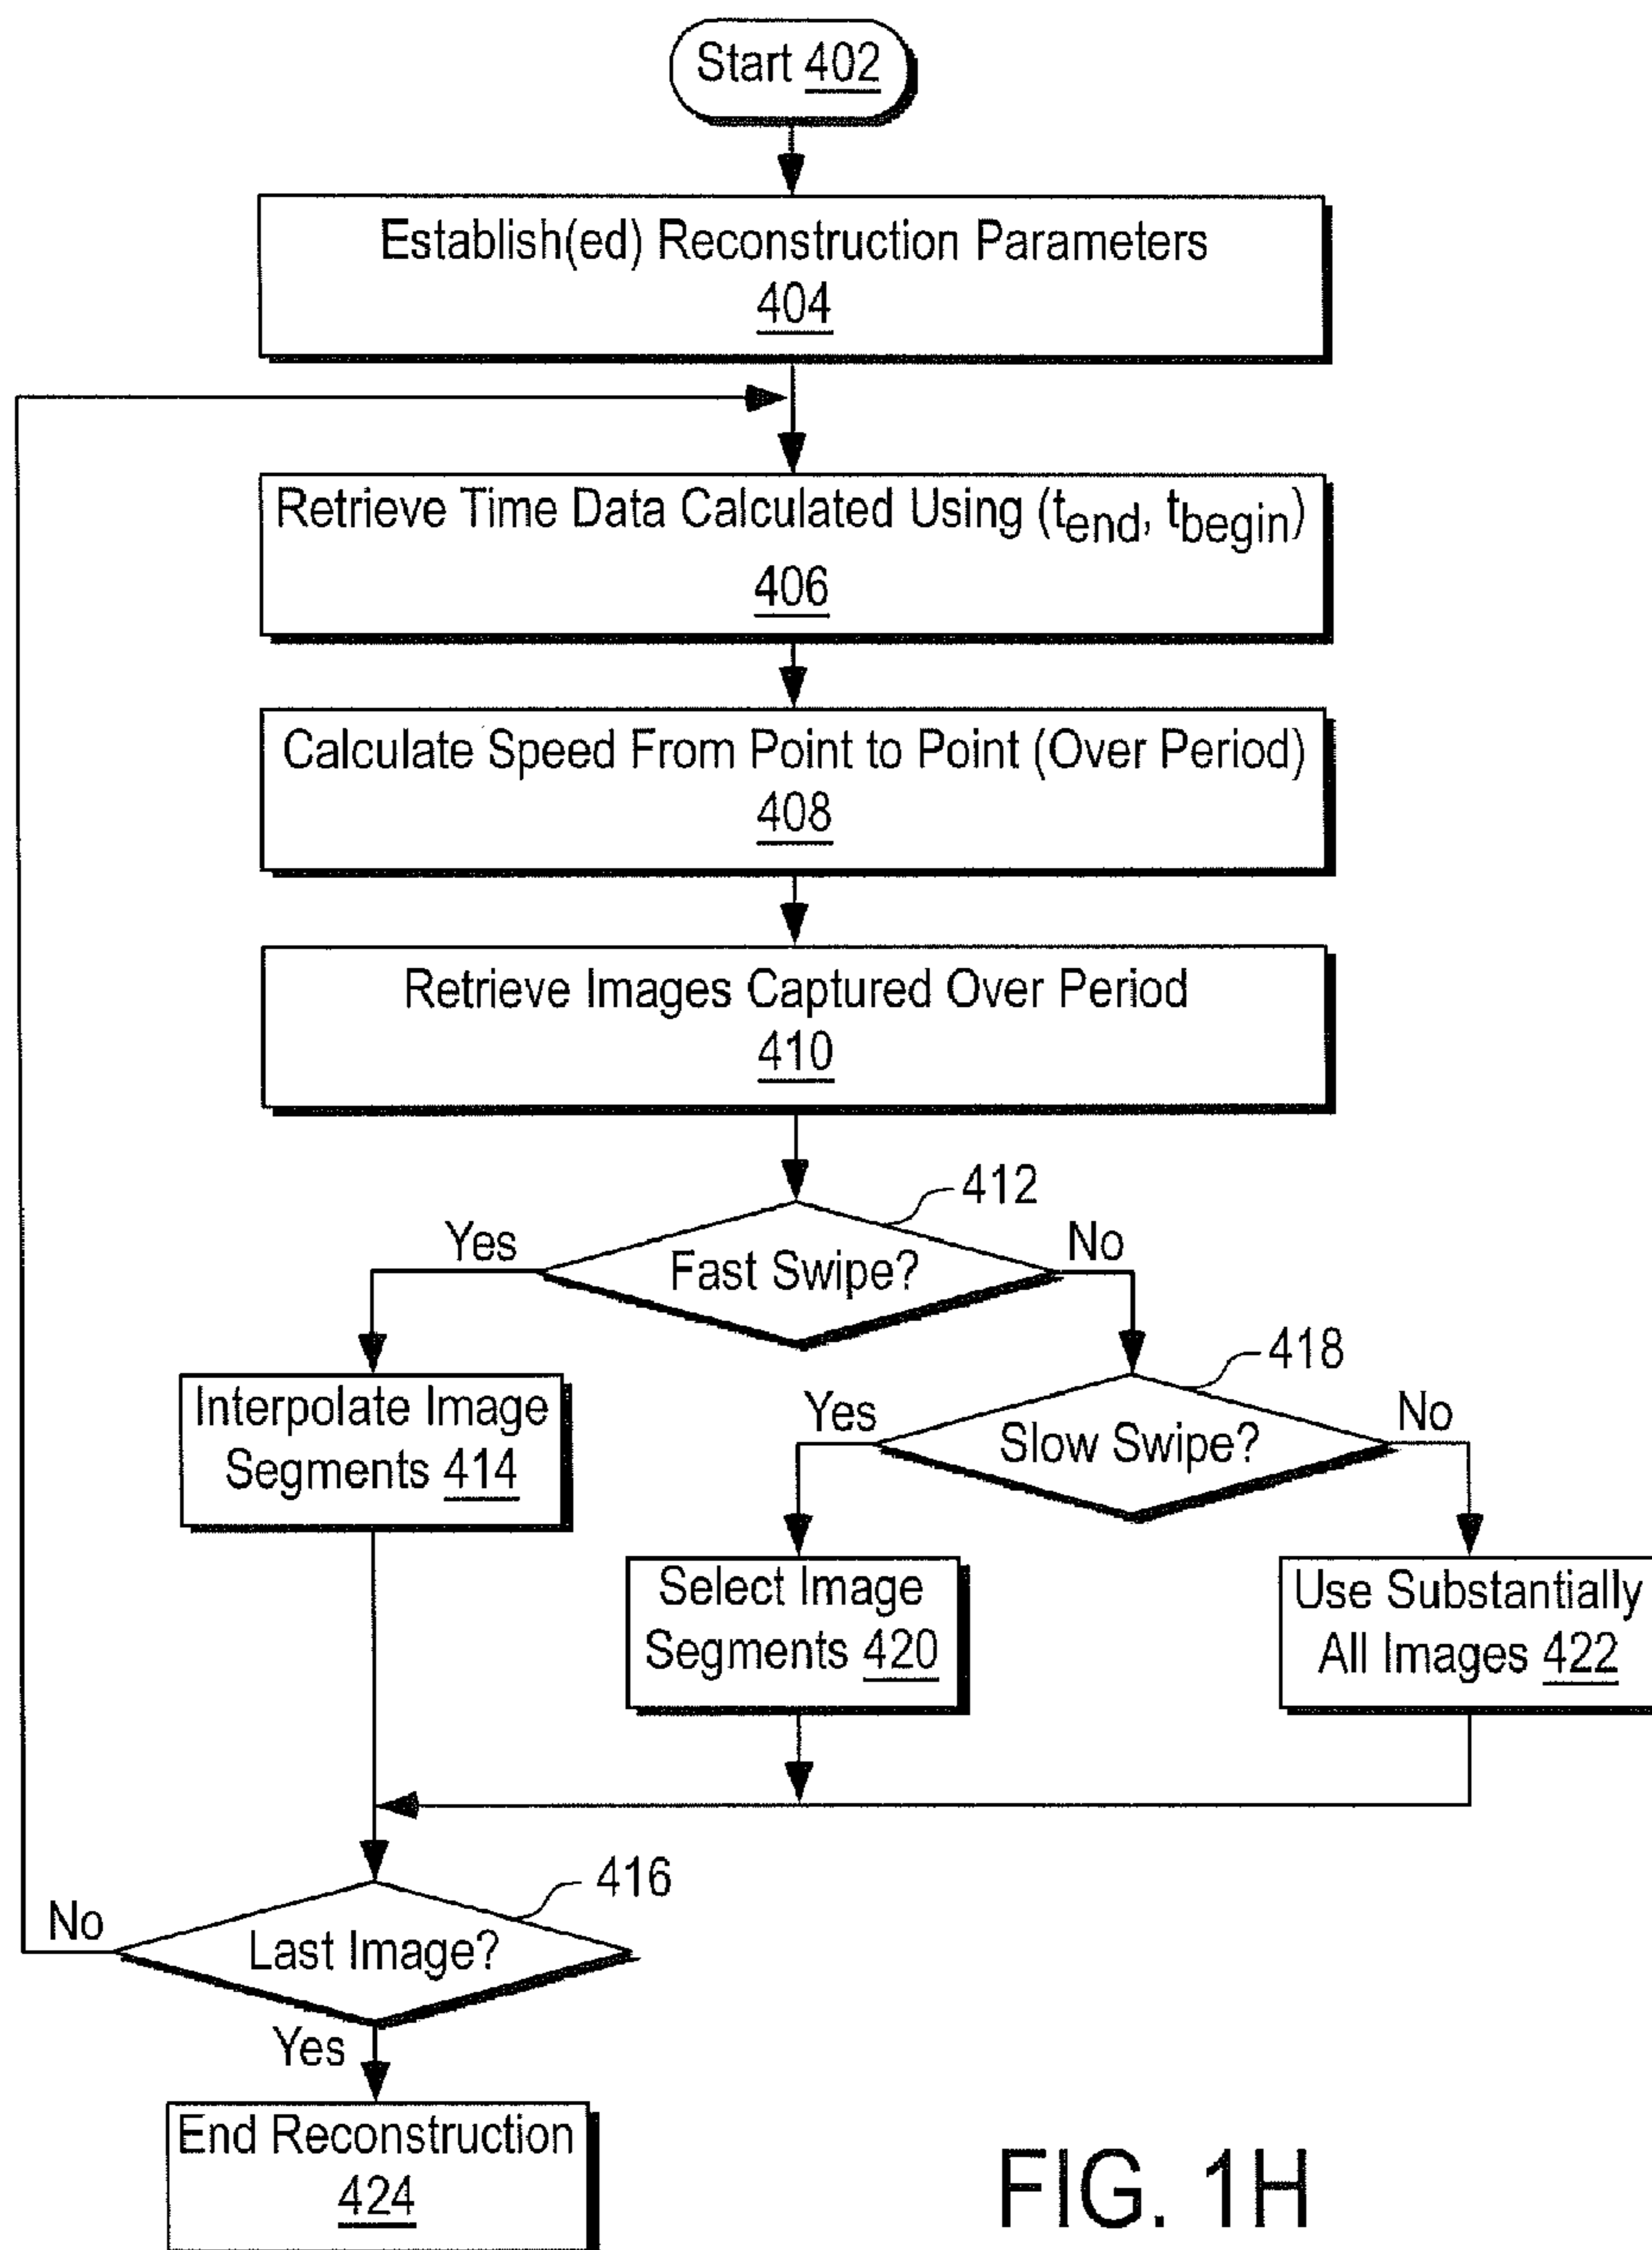 Start 402
Establish(ed) Reconstruction Parameters
404
Retrieve Time Data Calculated Using (tend, tbegin)
406
Calculate Speed From Point to Point (Over Period)
408
Retrieve Images Captured Over Period
410
412
Yes
Fast Swipe?
No
418
Interpolate Image
Segments 414
Yes
Slow Swipe?
No
Select Image
Segments 420
Use Substantially
All Images 422
416
No
Last Image?
Yes
End Reconstruction
424
FIG. 1H